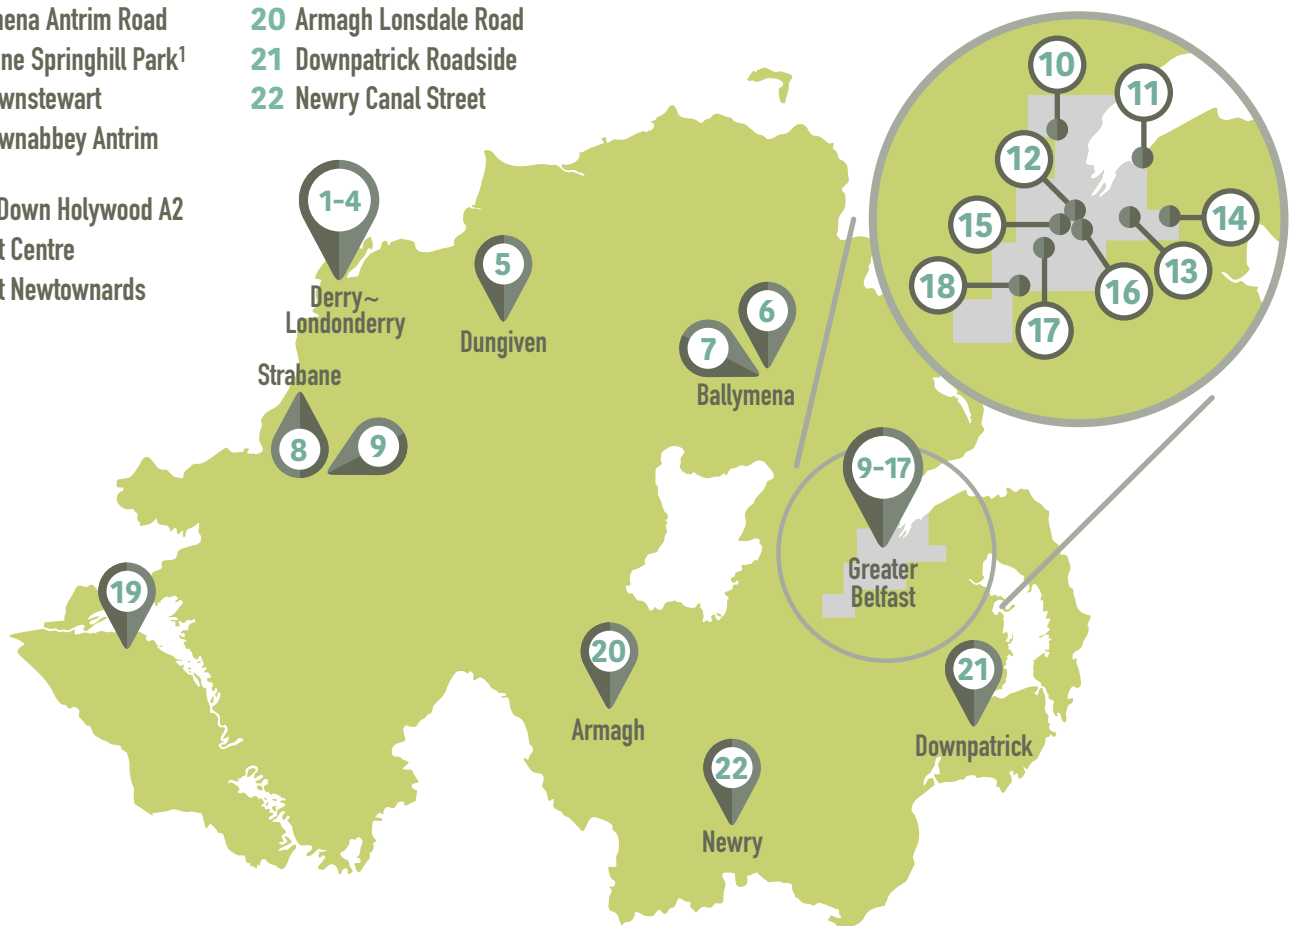 ena Antrim Road
ne Springhill Park¹
wnstewart
wnabbey Antrim
Down Holywood A2
t Centre
t Newtownards
20 Armagh Lonsdale Road
21 Downpatrick Roadside
22 Newry Canal Street
1-4
Derry~
Londonderry
5
Dungiven
6
7
Ballymena
Strabane
8
9
9-17
Greater
Belfast
19
20
Armagh
21
Downpatrick
22
Newry
10
11
12
15
14
13
18
16
17